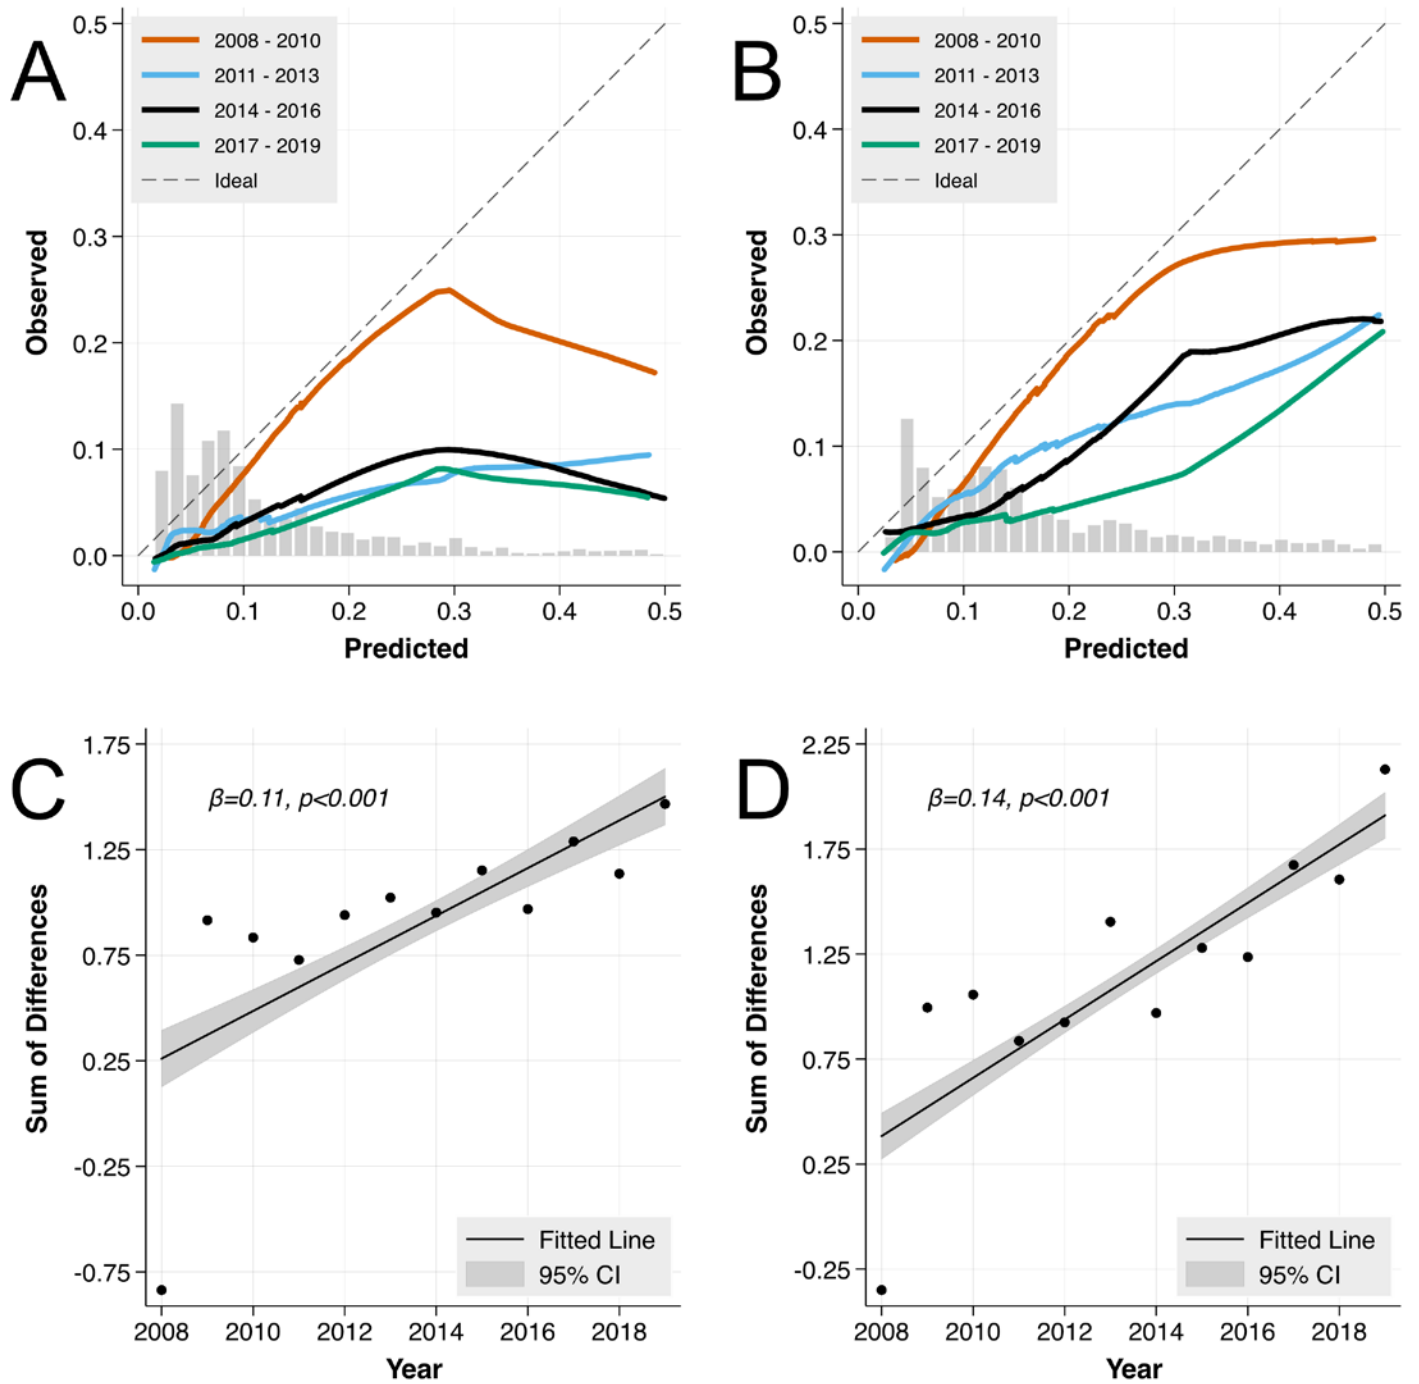 A
0.5
0.4
0.3
0.2
0.1
0.0
Observed
2008 - 2010
2011 - 2013
2014 - 2016
2017 - 2019
Ideal
0.0 0.1 0.2 0.3 0.4 0.5
Predicted
B
0.5
0.4
0.3
0.2
0.1
0.0
Observed
2008 - 2010
2011 - 2013
2014 - 2016
2017 - 2019
Ideal
0.0 0.1 0.2 0.3 0.4 0.5
Predicted
C
1.75
1.25
0.75
0.25
-0.25
-0.75
Sum of Differences
β=0.11, p<0.001
Fitted Line
95% CI
2008 2010 2012 2014 2016 2018
Year
D
2.25
1.75
1.25
0.75
0.25
-0.25
Sum of Differences
β=0.14, p<0.001
Fitted Line
95% CI
2008 2010 2012 2014 2016 2018
Year